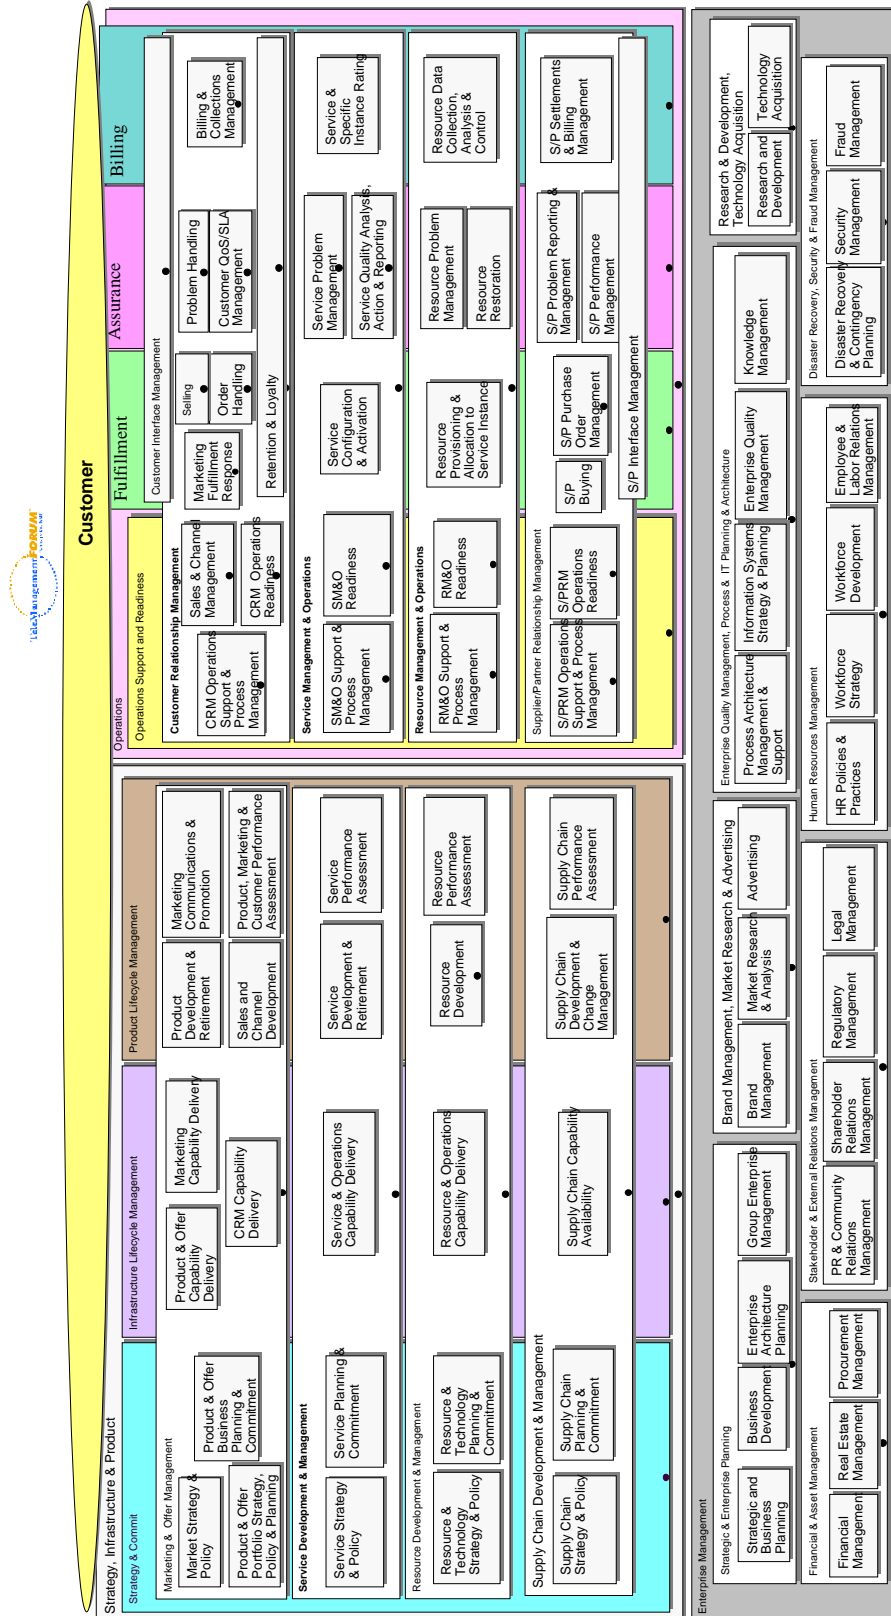 TeleManagement FORUM
Customer
Strategy, Infrastructure & Product
Strategy & Commit
Infrastructure Lifecycle Management
Product Lifecycle Management
Operations
Operations Support and Readiness
Fulfillment
Assurance
Billing
Marketing & Offer Management
Market Strategy &
Policy
Product & Offer
Portfolio Strategy,
Policy & Planning
Product & Offer
Business
Planning &
Commitment
Product & Offer
Capability
Delivery
Marketing
Capability Delivery
CRM Capability
Delivery
Product
Development &
Retirement
Sales and
Channel
Development
Marketing
Communications &
Promotion
Product, Marketing &
Customer Performance
Assessment
Service Development & Management
Service Strategy
& Policy
Service Planning &
Commitment
Service & Operations
Capability Delivery
Service
Development &
Retirement
Service
Performance
Assessment
Resource Development & Management
Resource &
Technology
Strategy & Policy
Resource &
Technology
Planning &
Commitment
Resource & Operations
Capability Delivery
Resource
Development
Resource
Performance
Assessment
Supply Chain Development & Management
Supply Chain
Strategy & Policy
Supply Chain
Planning &
Commitment
Supply Chain Capability
Availability
Supply Chain
Development &
Change
Management
Supply Chain
Performance
Assessment
Customer Interface Management
Customer Relationship Management
CRM Operations
Support &
Process
Management
Sales & Channel
Management
CRM Operations
Readiness
Marketing
Fulfillment
Response
Selling
Order
Handling
Problem Handling
Customer QoS/SLA
Management
Billing &
Collections
Management
Retention & Loyalty
Service Management & Operations
SM&O Support &
Process
Management
SM&O
Readiness
Service
Configuration
& Activation
Service Problem
Management
Service Quality Analysis,
Action & Reporting
Service &
Specific
Instance Rating
Resource Management & Operations
RM&O Support &
Process
Management
RM&O
Readiness
Resource
Provisioning &
Allocation to
Service Instance
Resource Problem
Management
Resource
Restoration
Resource Data
Collection,
Analysis &
Control
Supplier/Partner Relationship Management
S/PRM Operations
Support & Process
Management
S/PRM
Operations
Readiness
S/P
Buying
S/P Purchase
Order
Management
S/P Problem Reporting &
Management
S/P Performance
Management
S/P Settlements
& Billing
Management
S/P Interface Management
Enterprise Management
Strategic & Enterprise Planning
Strategic and
Business
Planning
Business
Development
Enterprise
Architecture
Planning
Group Enterprise
Management
Brand Management, Market Research & Advertising
Brand
Management
Market Research
& Analysis
Advertising
Enterprise Quality Management, Process & IT Planning & Architecture
Process Architecture
Management &
Support
Information Systems
Strategy & Planning
Enterprise Quality
Management
Knowledge
Management
Research & Development,
Technology Acquisition
Research and
Development
Technology
Acquisition
Financial & Asset Management
Financial
Management
Real Estate
Management
Procurement
Management
Stakeholder & External Relations Management
PR & Community
Relations
Management
Shareholder
Relations
Management
Regulatory
Management
Legal
Management
Human Resources Management
HR Policies &
Practices
Workforce
Strategy
Workforce
Development
Employee &
Labor Relations
Management
Disaster Recovery, Security & Fraud Management
Disaster Recovery
& Contingency
Planning
Security
Management
Fraud
Management